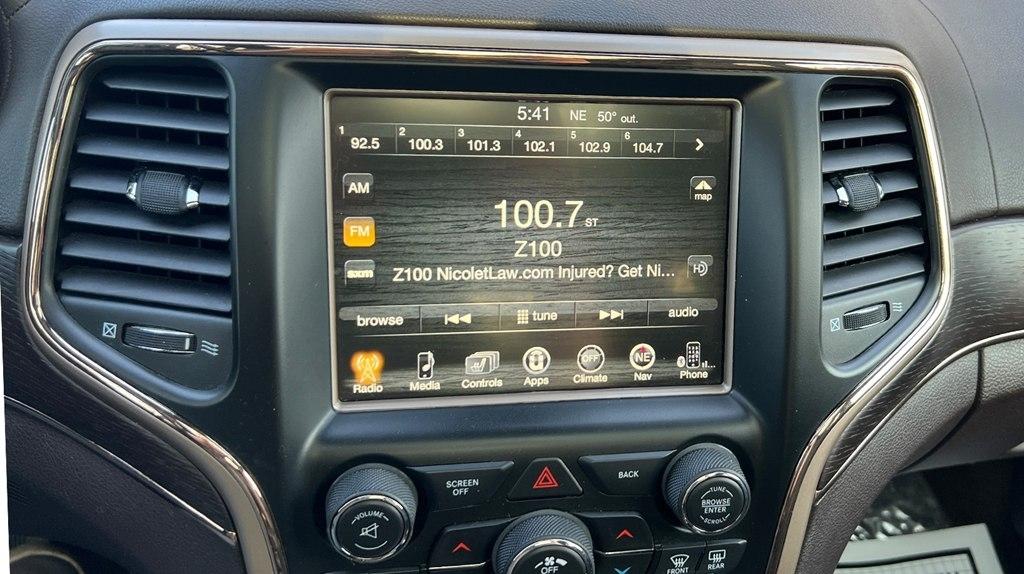 5:41 NE 50° out.
1 92.5 2 100.3 3 101.3 4 102.1 5 102.9 6 104.7
AM
map
100.7 ST
FM
Z100
sxm
Z100 NicoletLaw.com Injured? Get Ni...
HD
browse tune audio
OFF NE
Radio Media Controls Apps Climate Nav Phone
SCREEN OFF
BACK
VOLUME
TUNE
BROWSE
ENTER
SCROLL
OFF
FRONT
REAR